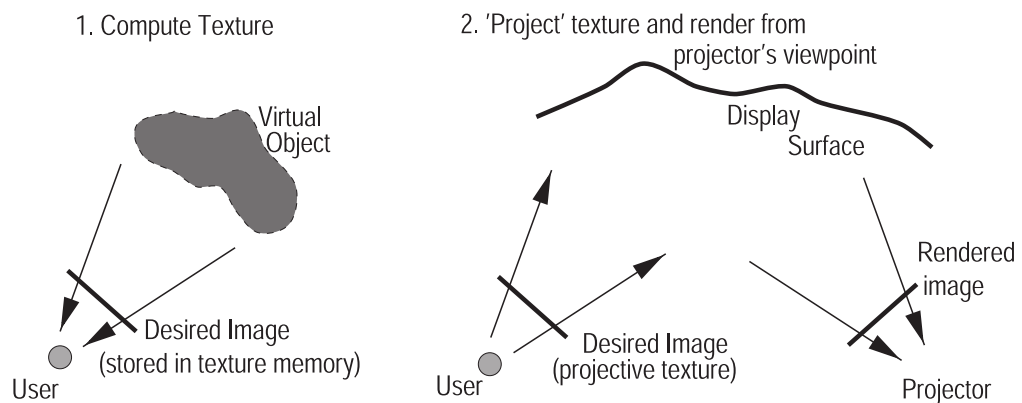 1. Compute Texture
Virtual
Object
Desired Image
(stored in texture memory)
User
2. 'Project' texture and render from
projector's viewpoint
Display
Surface
Rendered
image
Desired Image
(projective texture)
User
Projector